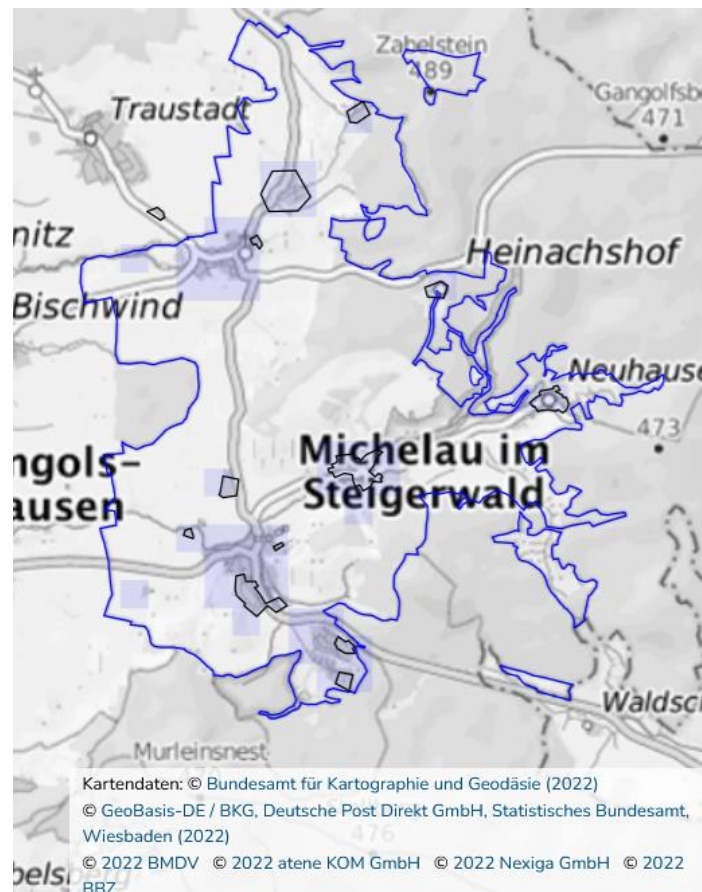 Zabelstein
489
Traustadt
Gangolfsbe
471
nitz
Heinachshof
Bischwind
Neuhause
ngols-
ausen
Michelau im
Steigerwald
473
Waldsch
Murleinsnest
Kartendaten: © Bundesamt für Kartographie und Geodäsie (2022)
© GeoBasis-DE / BKG, Deutsche Post Direkt GmbH, Statistisches Bundesamt,
Wiesbaden (2022)
476
© 2022 BMDV © 2022 atene KOM GmbH © 2022 Nexiga GmbH © 2022
BBZ